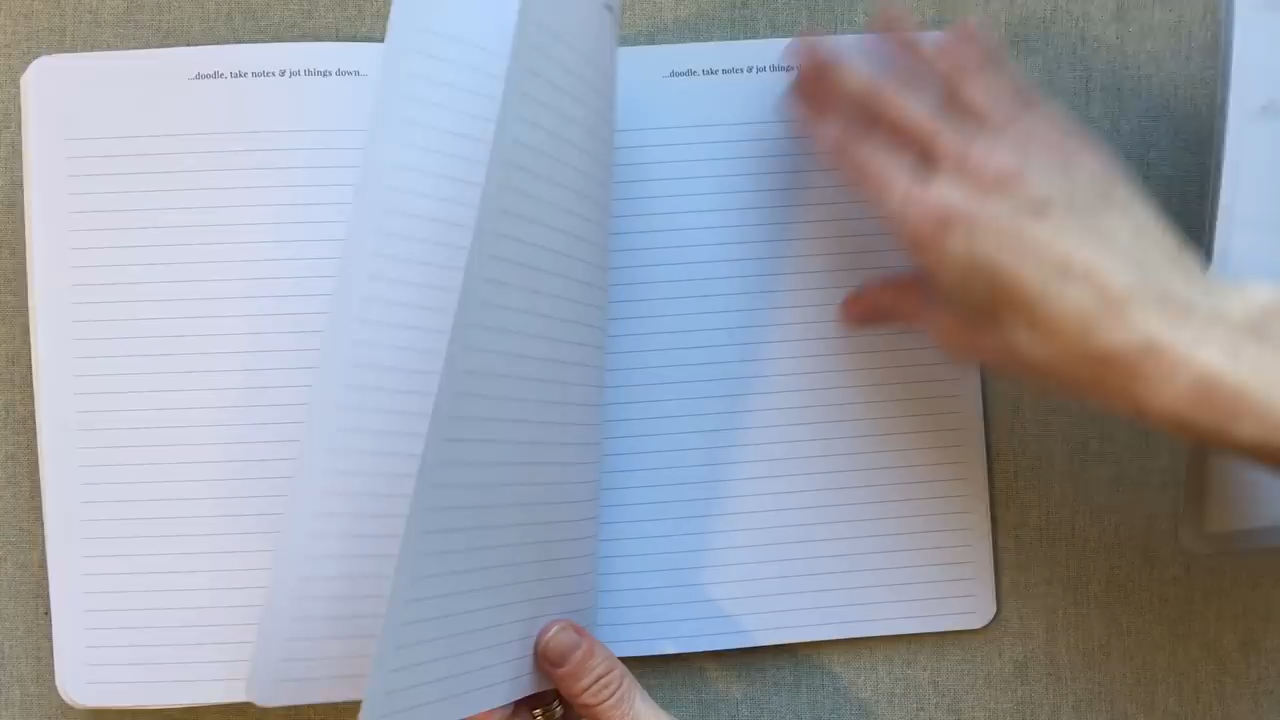 ...doodle, take notes & jot things down...
...doodle, take notes & jot things